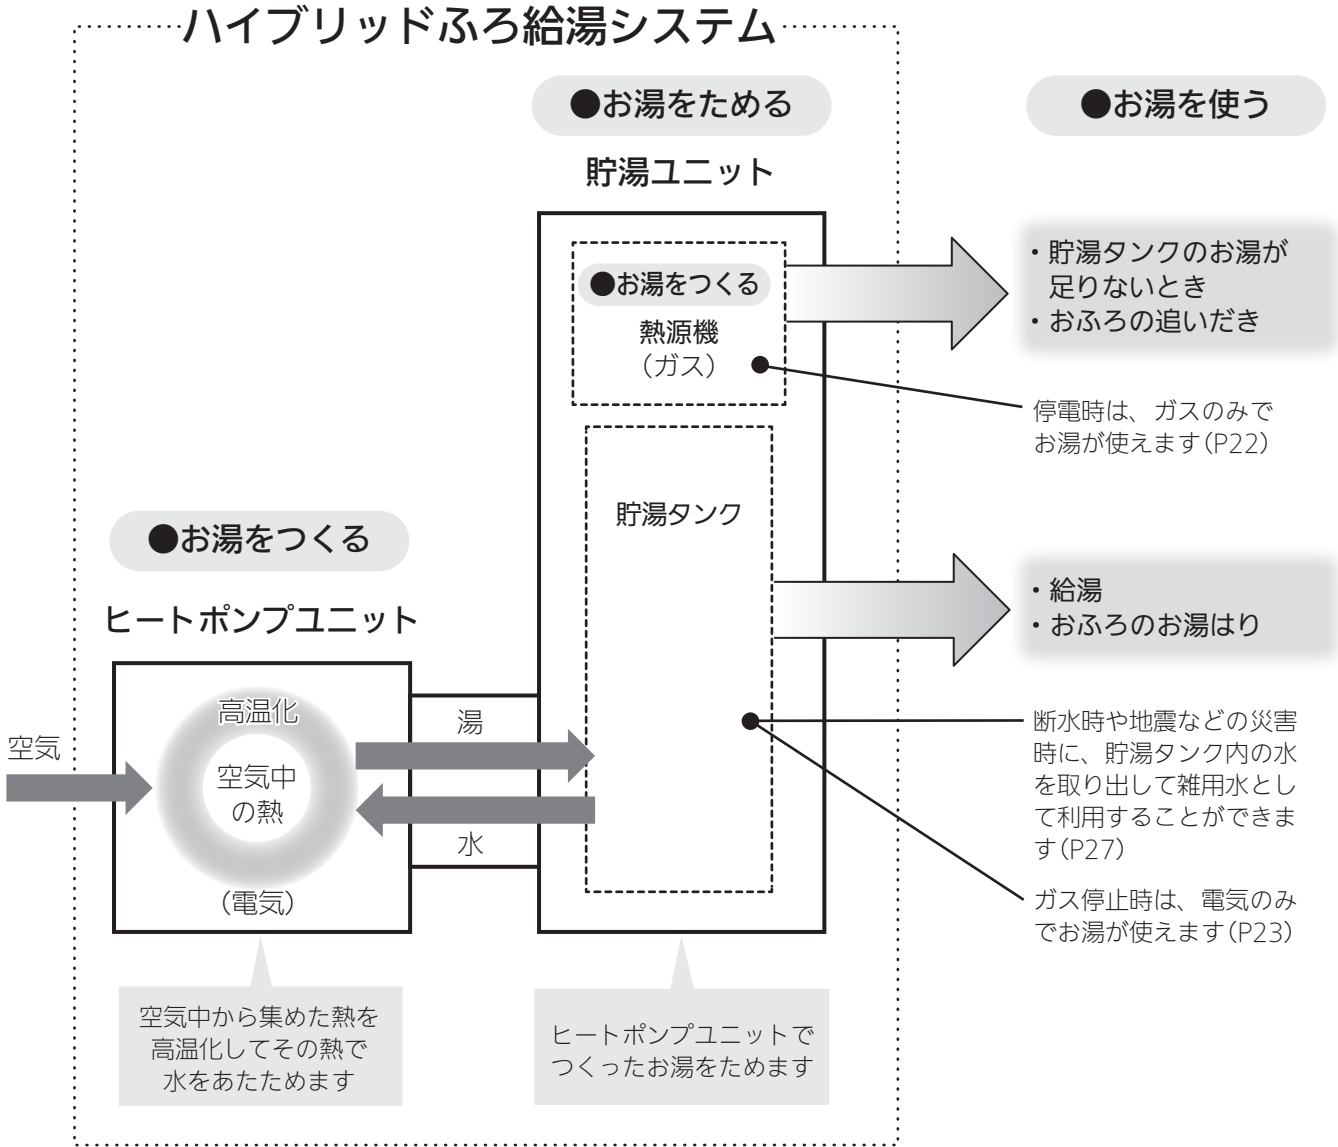 ハイブリッドふろ給湯システム
●お湯をためる
貯湯ユニット
●お湯をつくる
熱源機
(ガス)
貯湯タンク
●お湯をつくる
ヒートポンプユニット
空気
高温化
空気中
の熱
(電気)
湯
水
空気中から集めた熱を
高温化してその熱で
水をあたためます
ヒートポンプユニットで
つくったお湯をためます
●お湯を使う
・貯湯タンクのお湯が
足りないとき
・おふろの追いだき
停電時は、ガスのみで
お湯が使えます(P22)
・給湯
・おふろのお湯はり
断水時や地震などの災害
時に、貯湯タンク内の水
を取り出して雑用水とし
て利用することができま
す(P27)
ガス停止時は、電気のみ
でお湯が使えます(P23)